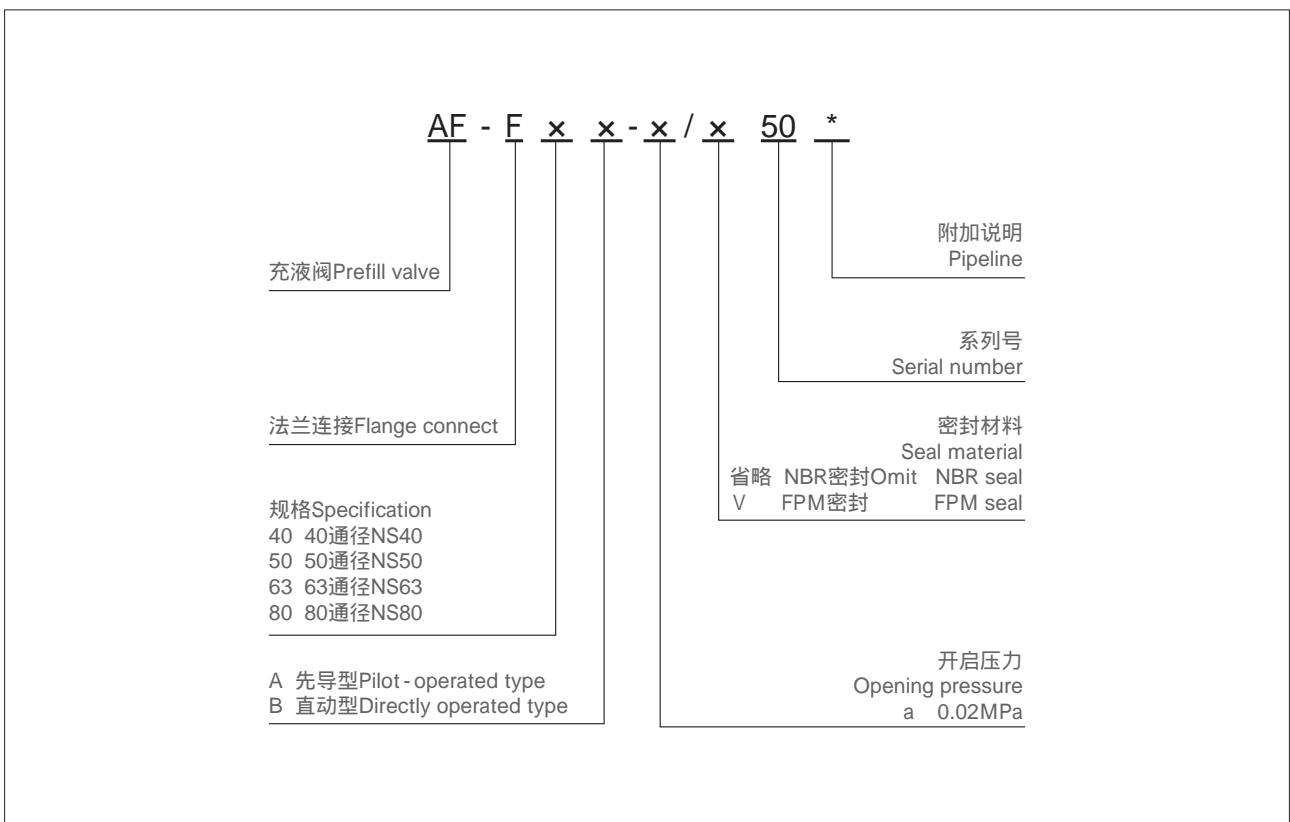 AF - F × × - × / × 50 *
充液阀Prefill valve
法兰连接Flange connect
规格Specification
40 40通径NS40
50 50通径NS50
63 63通径NS63
80 80通径NS80
A 先导型Pilot-operated type
B 直动型Directly operated type
附加说明
Pipeline
系列号
Serial number
密封材料
Seal material
省略 NBR密封Omit NBR seal
V FPM密封 FPM seal
开启压力
Opening pressure
a 0.02MPa